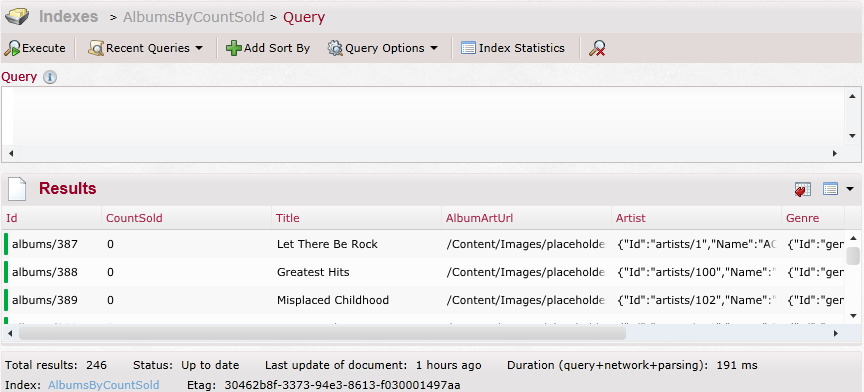 Indexes > AlbumsByCountSold > Query
Execute Recent Queries Add Sort By Query Options Index Statistics
Query
Results
Id CountSold Title AlbumArtUrl Artist Genre
albums/387 0 Let There Be Rock /Content/Images/placeholde {"Id":"artists/1","Name":"AC {"Id":"ger
albums/388 0 Greatest Hits /Content/Images/placeholde {"Id":"artists/100","Name":" {"Id":"ger
albums/389 0 Misplaced Childhood /Content/Images/placeholde {"Id":"artists/102","Name":" {"Id":"ger
Total results: 246 Status: Up to date Last update of document: 1 hours ago Duration (query+network+parsing): 191 ms
Index: AlbumsByCountSold Etag: 30462b8f-3373-94e3-8613-f030001497aa